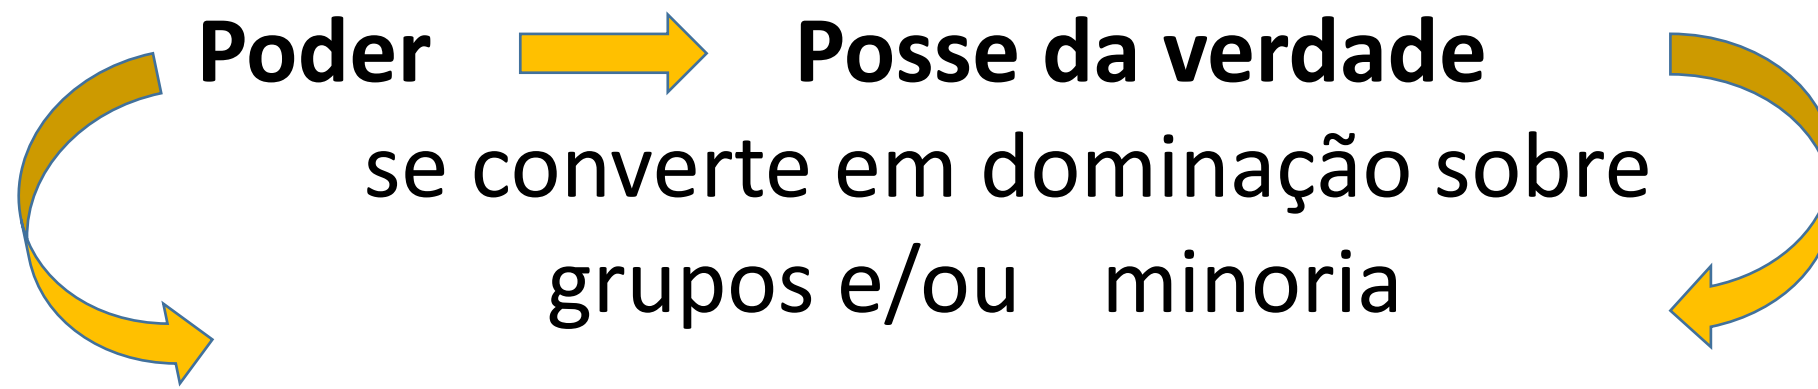 Poder Posse da verdade
se converte em dominação sobre
grupos e/ou minoria